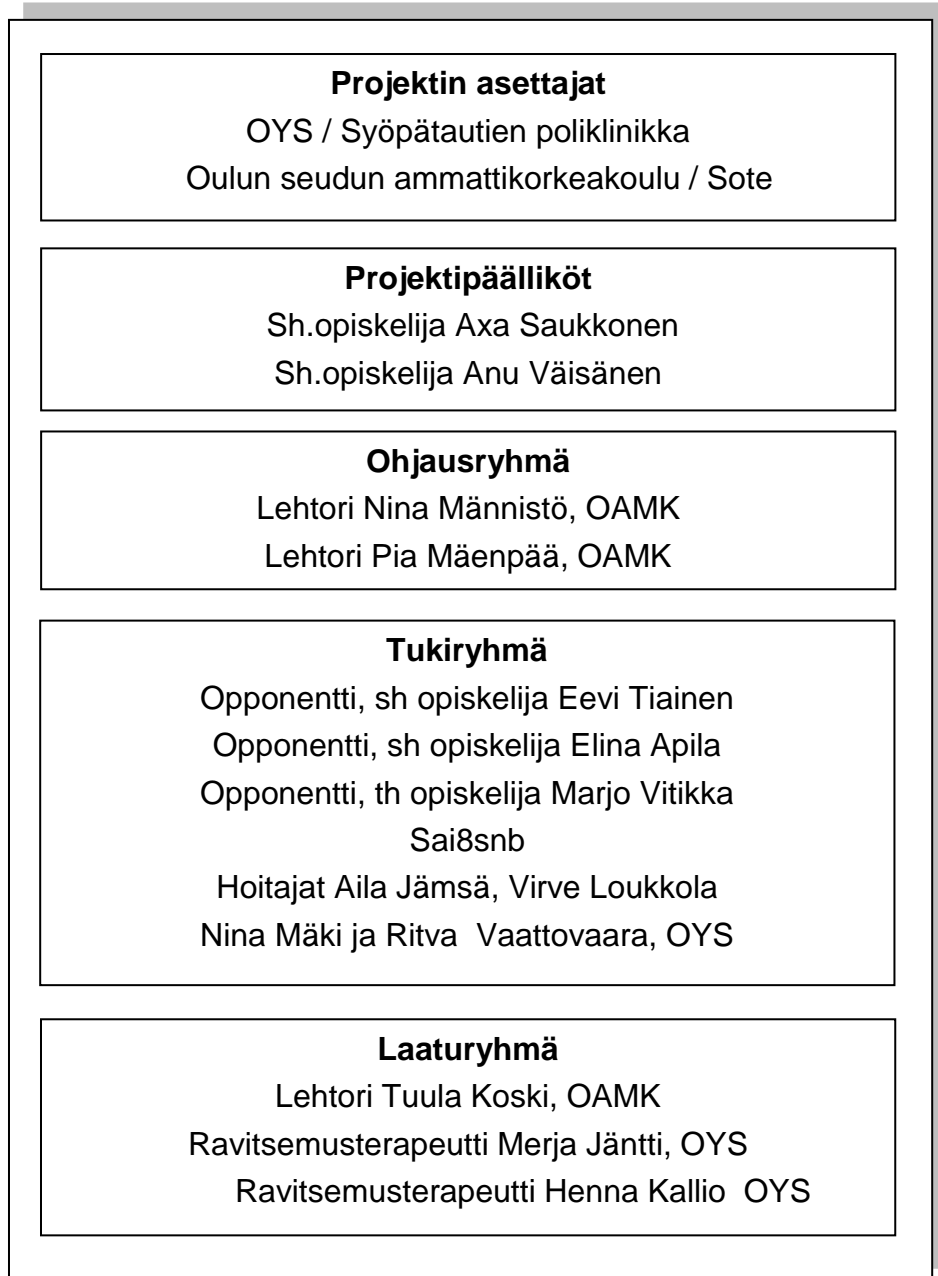 Projektin asettajat
OYS / Syöpätautien poliklinikka
Oulun seudun ammattikorkeakoulu / Sote
Projektipäälliköt
Sh.opiskelija Axa Saukkonen
Sh.opiskelija Anu Väisänen
Ohjausryhmä
Lehtori Nina Männistö, OAMK
Lehtori Pia Mäenpää, OAMK
Tukiryhmä
Opponentti, sh opiskelija Eevi Tiainen
Opponentti, sh opiskelija Elina Apila
Opponentti, th opiskelija Marjo Vitikka
Sai8snb
Hoitajat Aila Jämsä, Virve Loukkola
Nina Mäki ja Ritva Vaattovaara, OYS
Laaturyhmä
Lehtori Tuula Koski, OAMK
Ravitsemusterapeutti Merja Jäntti, OYS
Ravitsemusterapeutti Henna Kallio OYS